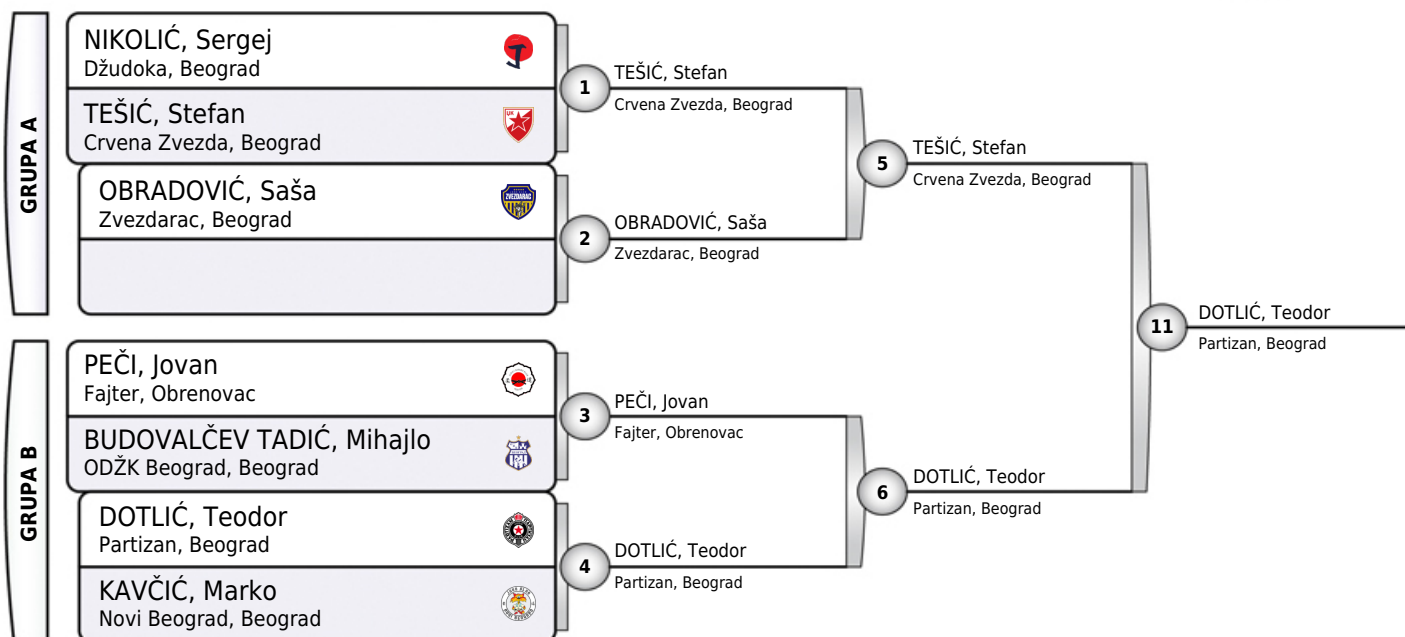 GRUPA A
NIKOLIĆ, Sergej
Džudoka, Beograd
TEŠIĆ, Stefan
Crvena Zvezda, Beograd
OBRADOVIĆ, Saša
Zvezdarac, Beograd
1
TEŠIĆ, Stefan
Crvena Zvezda, Beograd
2
OBRADOVIĆ, Saša
Zvezdarac, Beograd
5
TEŠIĆ, Stefan
Crvena Zvezda, Beograd
GRUPA B
PEČI, Jovan
Fajter, Obrenovac
BUDOVALČEV TADIĆ, Mihajlo
ODŽK Beograd, Beograd
DOTLIĆ, Teodor
Partizan, Beograd
KAVČIĆ, Marko
Novi Beograd, Beograd
3
PEČI, Jovan
Fajter, Obrenovac
4
DOTLIĆ, Teodor
Partizan, Beograd
6
DOTLIĆ, Teodor
Partizan, Beograd
11
DOTLIĆ, Teodor
Partizan, Beograd